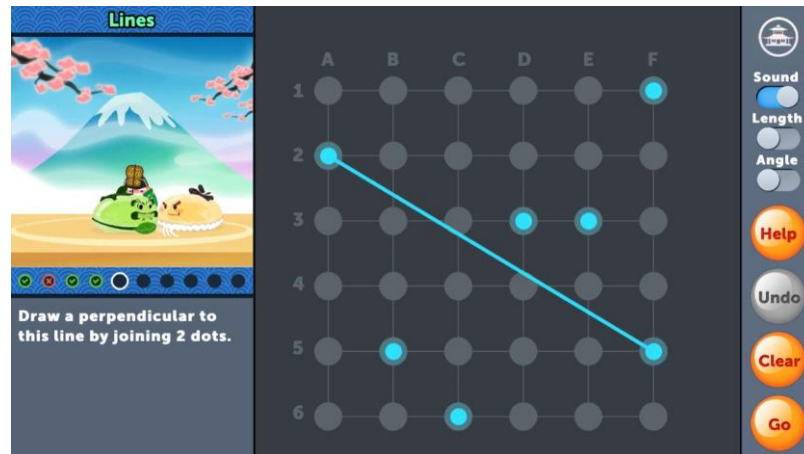 Lines
Draw a perpendicular to
this line by joining 2 dots.
A B C D E F
1
2
3
4
5
6
Sound
Length
Angle
Help
Undo
Clear
Go